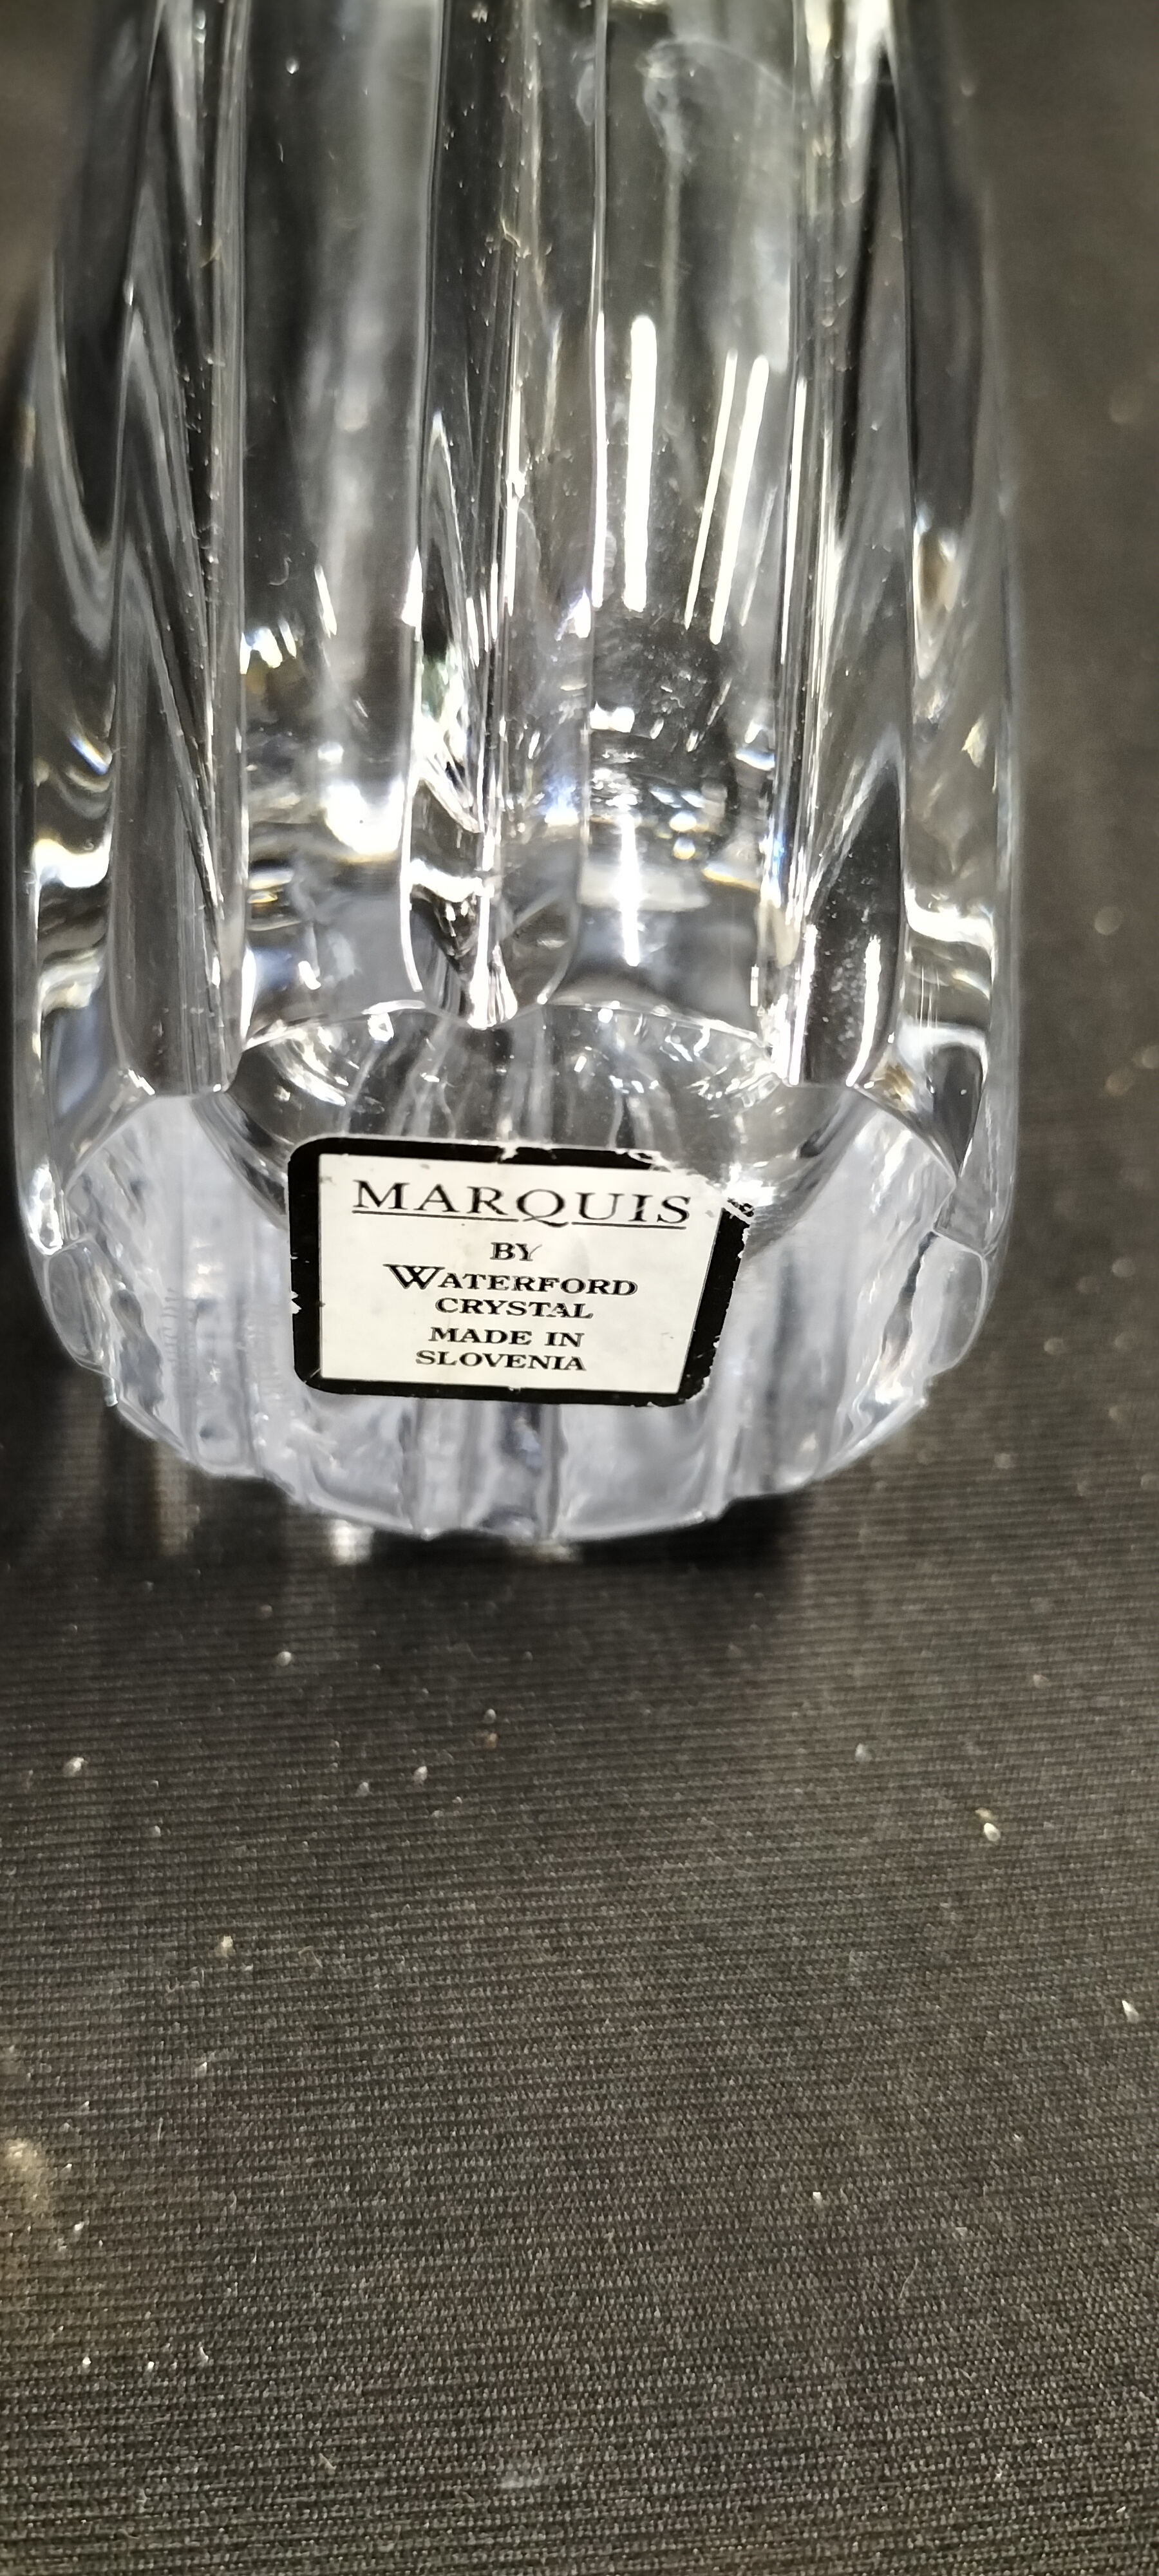 MARQUIS
BY
WATERFORD
CRYSTAL
MADE IN
SLOVENIA